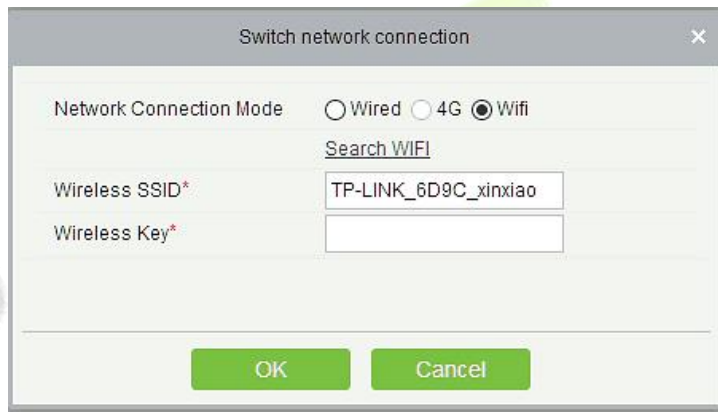 Switch network connection
Network Connection Mode Wired 4G Wifi
Search WIFI
Wireless SSID* TP-LINK_6D9C_xinxiao
Wireless Key*
OK Cancel